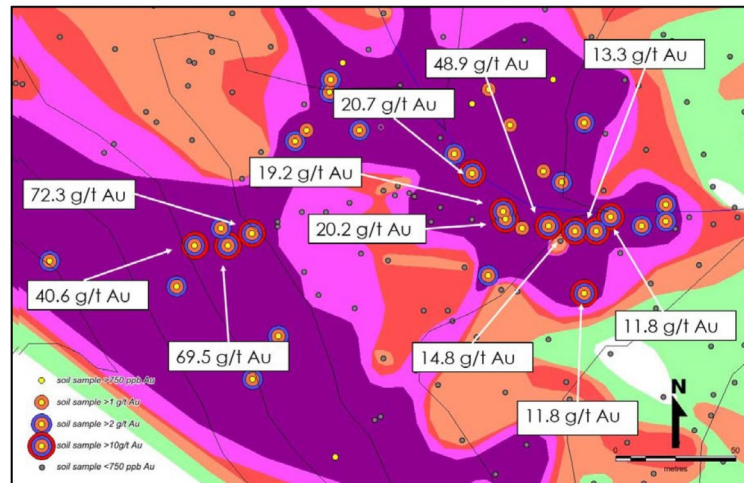 13.3 g/t Au
48.9 g/t Au
20.7 g/t Au
19.2 g/t Au
72.3 g/t Au
20.2 g/t Au
40.6 g/t Au
69.5 g/t Au
14.8 g/t Au
11.8 g/t Au
11.8 g/t Au
soil sample >750 ppb Au
soil sample >1 g/t Au
soil sample >2 g/t Au
soil sample >10g/t Au
soil sample <750 ppb Au
N
0 50
metres